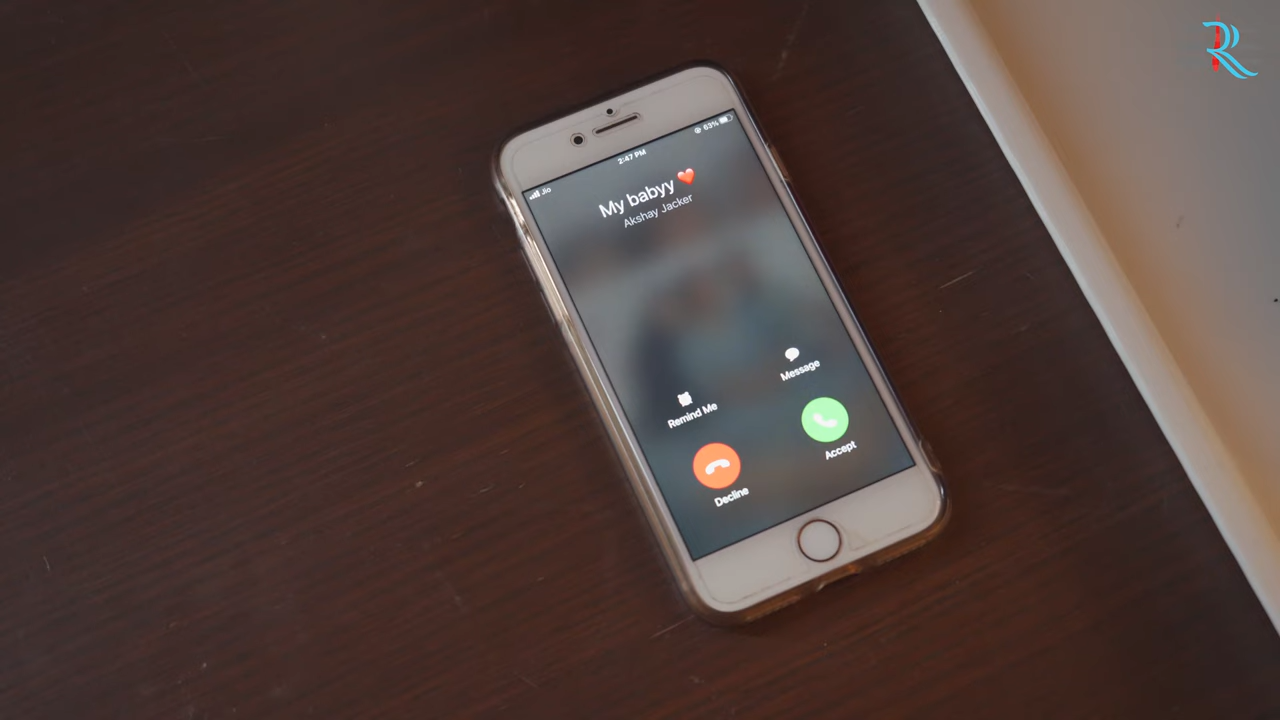 Jio
2:47 PM
63%
My babyy ❤️
Akshay Jacker
Remind Me
Message
Decline
Accept
R